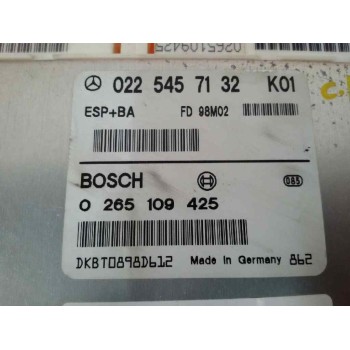 0265109425
022 545 71 32 K01
ESP+BA FD 98M02
BOSCH
0 265 109 425
DKBT0898D612 Made in Germany 862